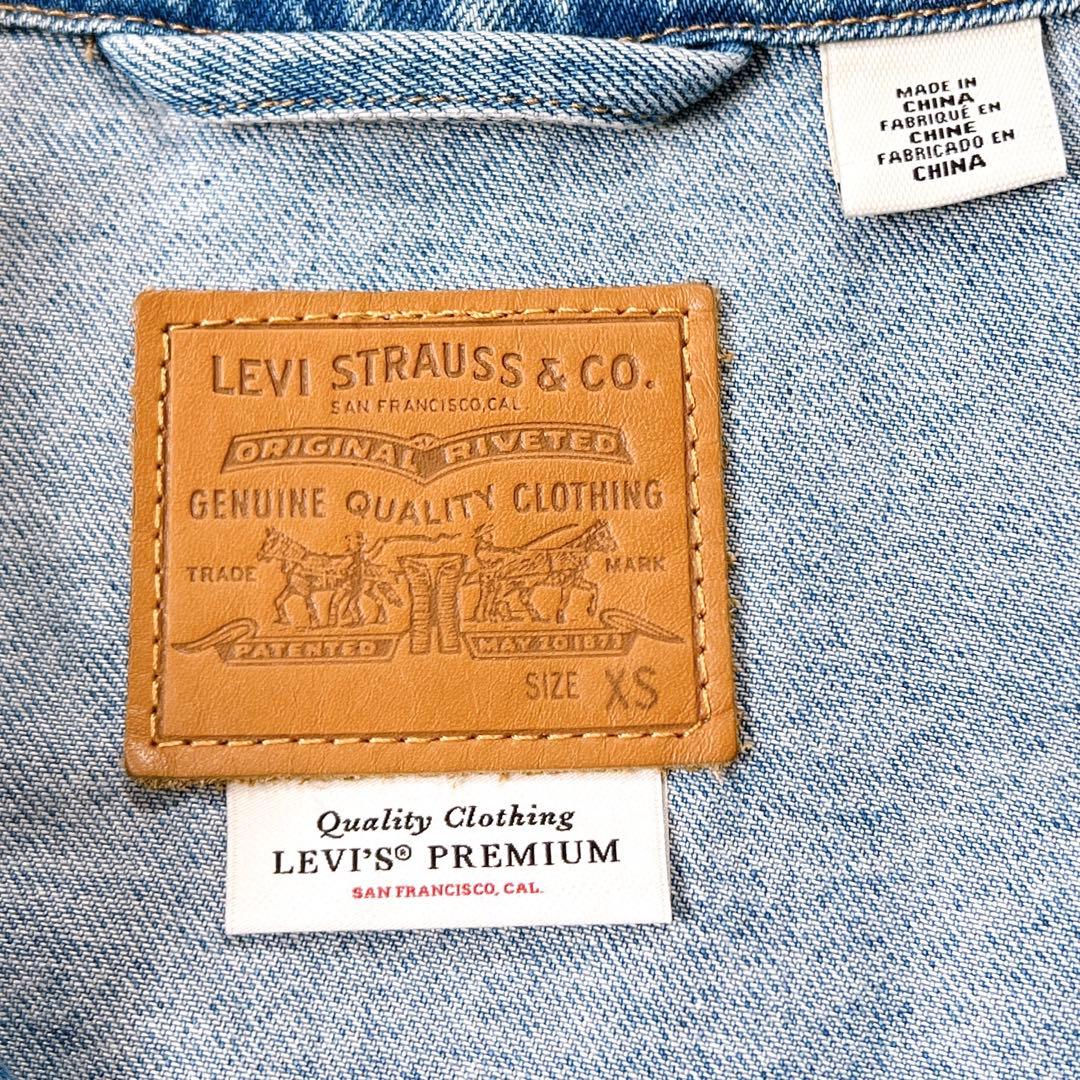 MADE IN
CHINA
FABRIQUÉ EN
CHINE
FABRICADO EN
CHINA
LEVI STRAUSS & CO.
SAN FRANCISCO, CAL.
ORIGINAL RIVETED
GENUINE QUALITY CLOTHING
TRADE MARK
PATENTED MAY 20 1873
SIZE XS
Quality Clothing
LEVI'S® PREMIUM
SAN FRANCISCO, CAL.